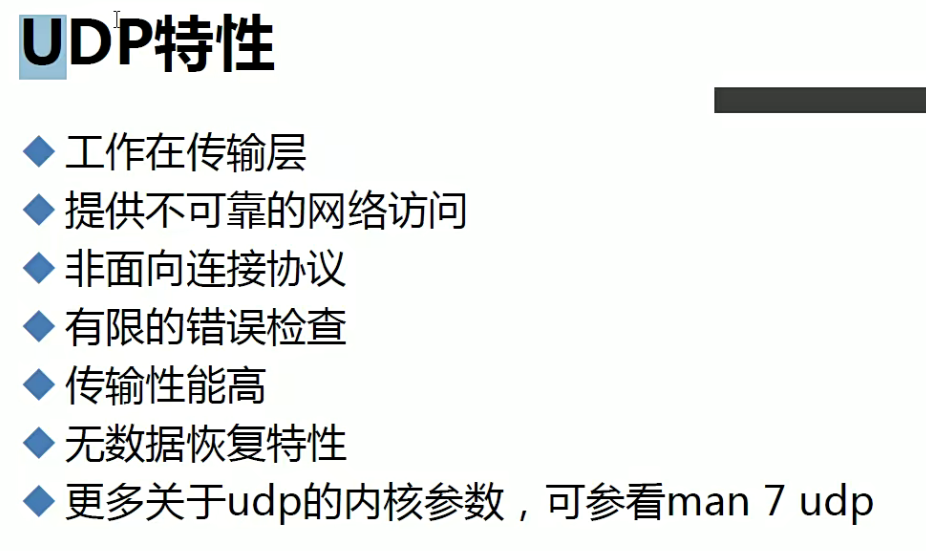 UDP特性
工作在传输层
提供不可靠的网络访问
非面向连接协议
有限的错误检查
传输性能高
无数据恢复特性
更多关于udp的内核参数，可参看man 7 udp